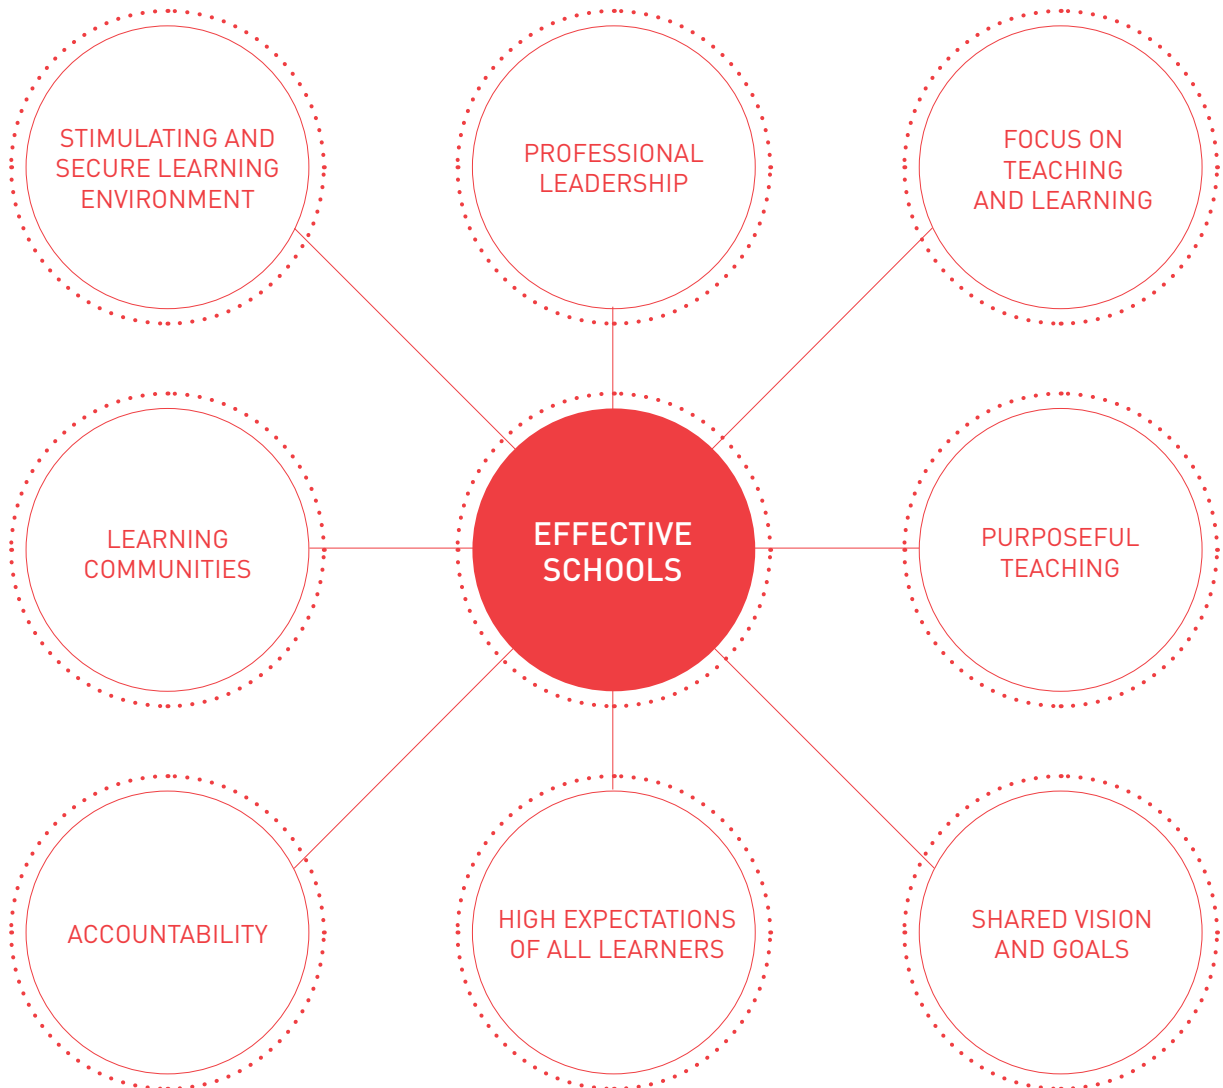 STIMULATING AND
SECURE LEARNING
ENVIRONMENT
PROFESSIONAL
LEADERSHIP
FOCUS ON
TEACHING
AND LEARNING
LEARNING
COMMUNITIES
EFFECTIVE
SCHOOLS
PURPOSEFUL
TEACHING
ACCOUNTABILITY
HIGH EXPECTATIONS
OF ALL LEARNERS
SHARED VISION
AND GOALS